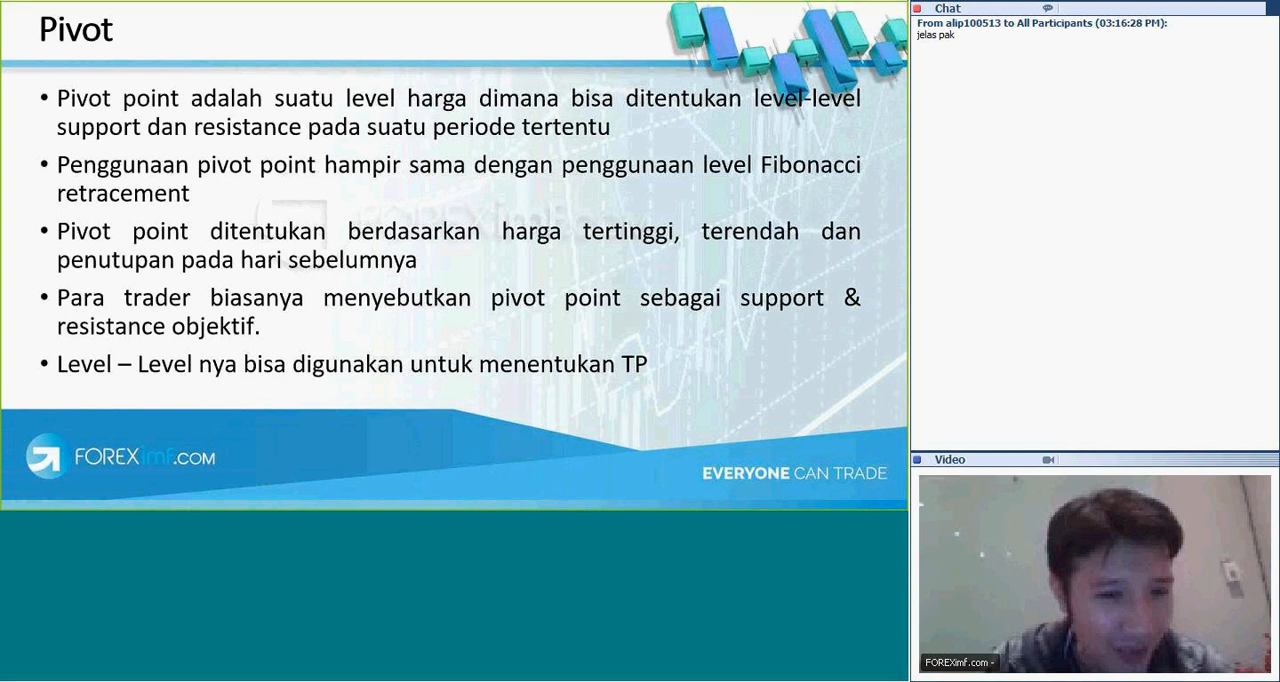 Pivot
• Pivot point adalah suatu level harga dimana bisa ditentukan level-level
support dan resistance pada suatu periode tertentu
• Penggunaan pivot point hampir sama dengan penggunaan level Fibonacci
retracement
• Pivot point ditentukan berdasarkan harga tertinggi, terendah dan
penutupan pada hari sebelumnya
• Para trader biasanya menyebutkan pivot point sebagai support &
resistance objektif.
• Level – Level nya bisa digunakan untuk menentukan TP
FOREXimf.COM
EVERYONE CAN TRADE
Chat
From alip100513 to All Participants (03:16:28 PM):
jelas pak
Video
FOREXimf.com -